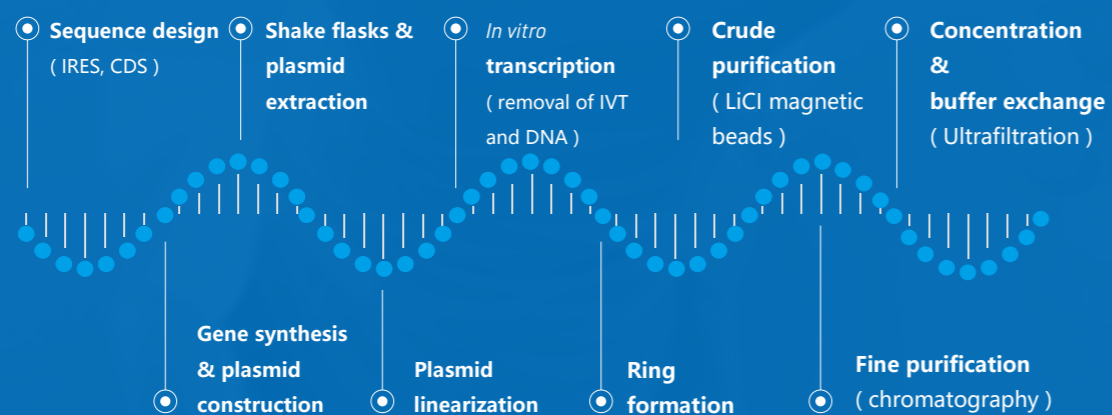 Sequence design
( IRES, CDS )
Shake flasks &
plasmid
extraction
In vitro
transcription
( removal of IVT
and DNA )
Crude
purification
( LiCl magnetic
beads )
Concentration
&
buffer exchange
( Ultrafiltration )
Gene synthesis
& plasmid
construction
Plasmid
linearization
Ring
formation
Fine purification
( chromatography )